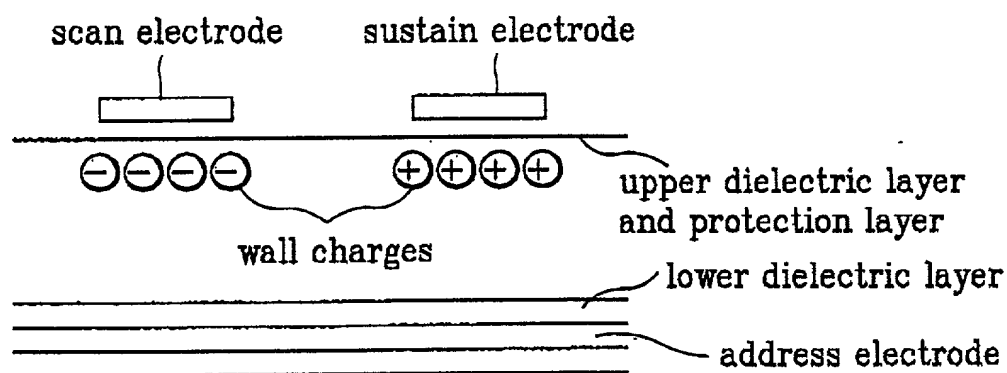 scan electrode
sustain electrode
upper dielectric layer
and protection layer
wall charges
lower dielectric layer
address electrode